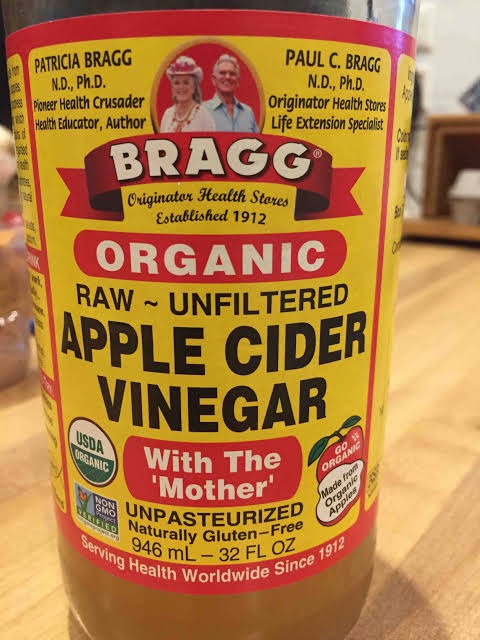 PATRICIA BRAGG
N.D., Ph.D.
Pioneer Health Crusader
Health Educator, Author
PAUL C. BRAGG
N.D., Ph.D.
Originator Health Stores
Life Extension Specialist
BRAGG®
Originator Health Stores
Established 1912
ORGANIC
RAW ~ UNFILTERED
APPLE CIDER
VINEGAR
USDA
ORGANIC
With The
'Mother'
GO
ORGANIC
Made from
Organic
Apples
NON
GMO
Project
VERIFIED
UNPASTEURIZED
Naturally Gluten–Free
946 mL – 32 FL OZ
Serving Health Worldwide Since 1912